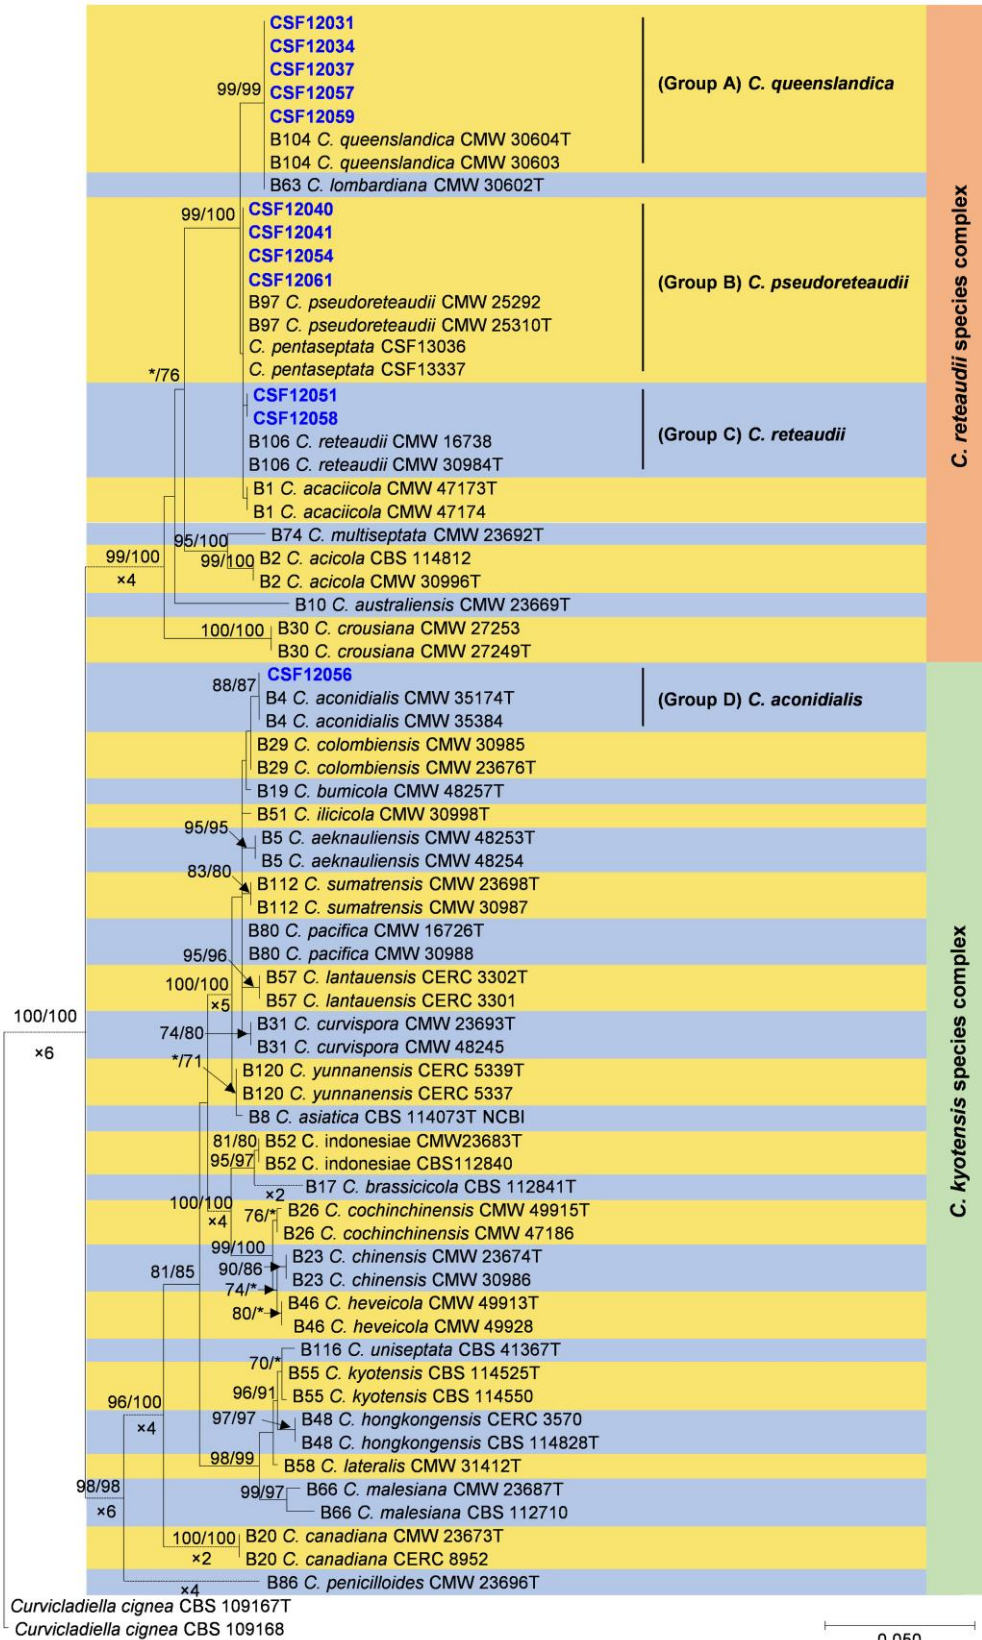 CSF12031
CSF12034
CSF12037
99/99
CSF12057
(Group A) C. queenslandica
CSF12059
B104 C. queenslandica CMW 30604T
B104 C. queenslandica CMW 30603
B63 C. lombardiana CMW 30602T
99/100
CSF12040
CSF12041
CSF12054
CSF12061
(Group B) C. pseudoreteaudii
B97 C. pseudoreteaudii CMW 25292
B97 C. pseudoreteaudii CMW 25310T
C. pentaseptata CSF13036
C. pentaseptata CSF13337
*/76
CSF12051
CSF12058
(Group C) C. reteaudii
B106 C. reteaudii CMW 16738
B106 C. reteaudii CMW 30984T
B1 C. acaciicola CMW 47173T
B1 C. acaciicola CMW 47174
C. reteaudii species complex
B74 C. multiseptata CMW 23692T
95/100
99/100
×4
99/100
B2 C. acicola CBS 114812
B2 C. acicola CMW 30996T
B10 C. australiensis CMW 23669T
100/100
B30 C. crousiana CMW 27253
B30 C. crousiana CMW 27249T
CSF12056
88/87
B4 C. aconidialis CMW 35174T
(Group D) C. aconidialis
B4 C. aconidialis CMW 35384
B29 C. colombiensis CMW 30985
B29 C. colombiensis CMW 23676T
B19 C. bumicola CMW 48257T
B51 C. ilicicola CMW 30998T
95/95
B5 C. aeknauliensis CMW 48253T
B5 C. aeknauliensis CMW 48254
83/80
B112 C. sumatrensis CMW 23698T
B112 C. sumatrensis CMW 30987
B80 C. pacifica CMW 16726T
B80 C. pacifica CMW 30988
95/96
B57 C. lantauensis CERC 3302T
B57 C. lantauensis CERC 3301
100/100
×5
100/100
×6
74/80
B31 C. curvispora CMW 23693T
B31 C. curvispora CMW 48245
*/71
B120 C. yunnanensis CERC 5339T
B120 C. yunnanensis CERC 5337
B8 C. asiatica CBS 114073T NCBI
C. kyotensis species complex
81/80
B52 C. indonesiae CMW23683T
95/97
B52 C. indonesiae CBS112840
×2
B17 C. brassicicola CBS 112841T
100/100
×4
76/*
B26 C. cochinchinensis CMW 49915T
B26 C. cochinchinensis CMW 47186
99/100
B23 C. chinensis CMW 23674T
90/86
B23 C. chinensis CMW 30986
81/85
74/*
80/*
B46 C. heveicola CMW 49913T
B46 C. heveicola CMW 49928
B116 C. uniseptata CBS 41367T
70/*
B55 C. kyotensis CBS 114525T
96/91
B55 C. kyotensis CBS 114550
96/100
×4
97/97
B48 C. hongkongensis CERC 3570
B48 C. hongkongensis CBS 114828T
98/99
B58 C. lateralis CMW 31412T
98/98
×6
99/97
B66 C. malesiana CMW 23687T
B66 C. malesiana CBS 112710
100/100
×2
B20 C. canadiana CMW 23673T
B20 C. canadiana CERC 8952
×4
B86 C. penicilloides CMW 23696T
Curvicladiella cignea CBS 109167T
Curvicladiella cignea CBS 109168
0.050